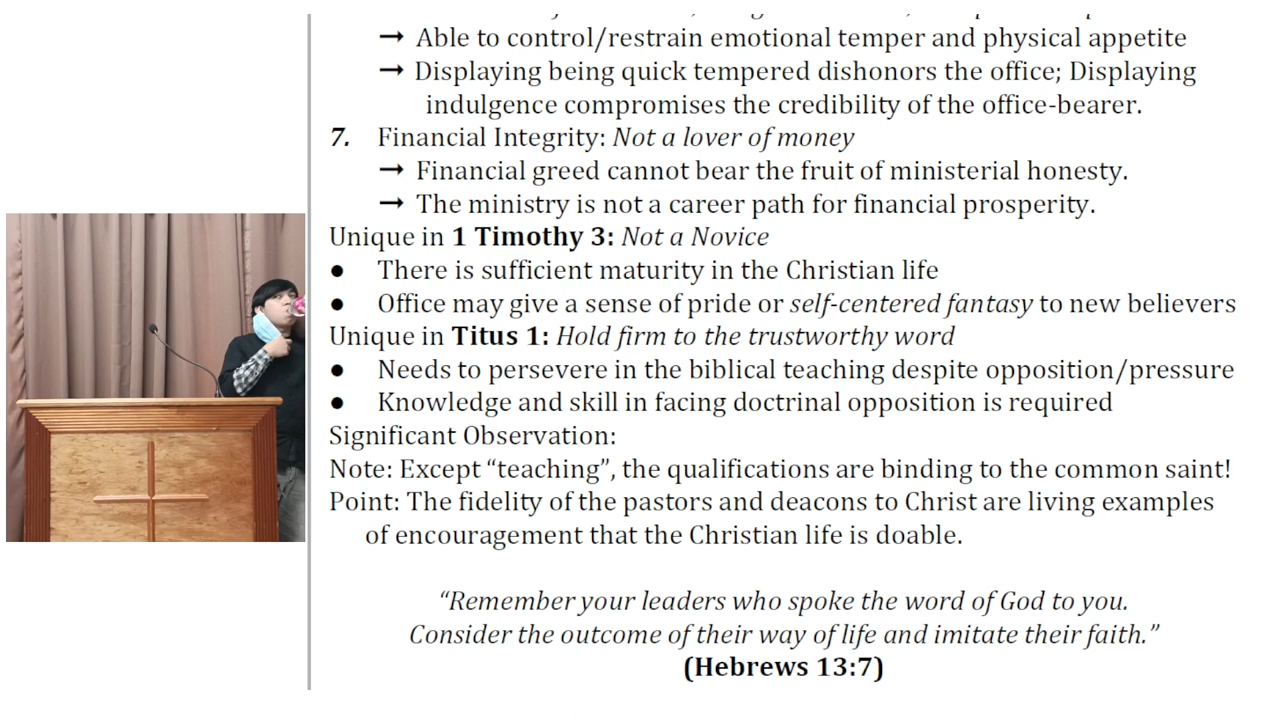 → Able to control/restrain emotional temper and physical appetite
→ Displaying being quick tempered dishonors the office; Displaying
indulgence compromises the credibility of the office-bearer.
7. Financial Integrity: Not a lover of money
→ Financial greed cannot bear the fruit of ministerial honesty.
→ The ministry is not a career path for financial prosperity.
Unique in 1 Timothy 3: Not a Novice
● There is sufficient maturity in the Christian life
● Office may give a sense of pride or self-centered fantasy to new believers
Unique in Titus 1: Hold firm to the trustworthy word
● Needs to persevere in the biblical teaching despite opposition/pressure
● Knowledge and skill in facing doctrinal opposition is required
Significant Observation:
Note: Except “teaching”, the qualifications are binding to the common saint!
Point: The fidelity of the pastors and deacons to Christ are living examples
of encouragement that the Christian life is doable.
“Remember your leaders who spoke the word of God to you.
Consider the outcome of their way of life and imitate their faith.”
(Hebrews 13:7)